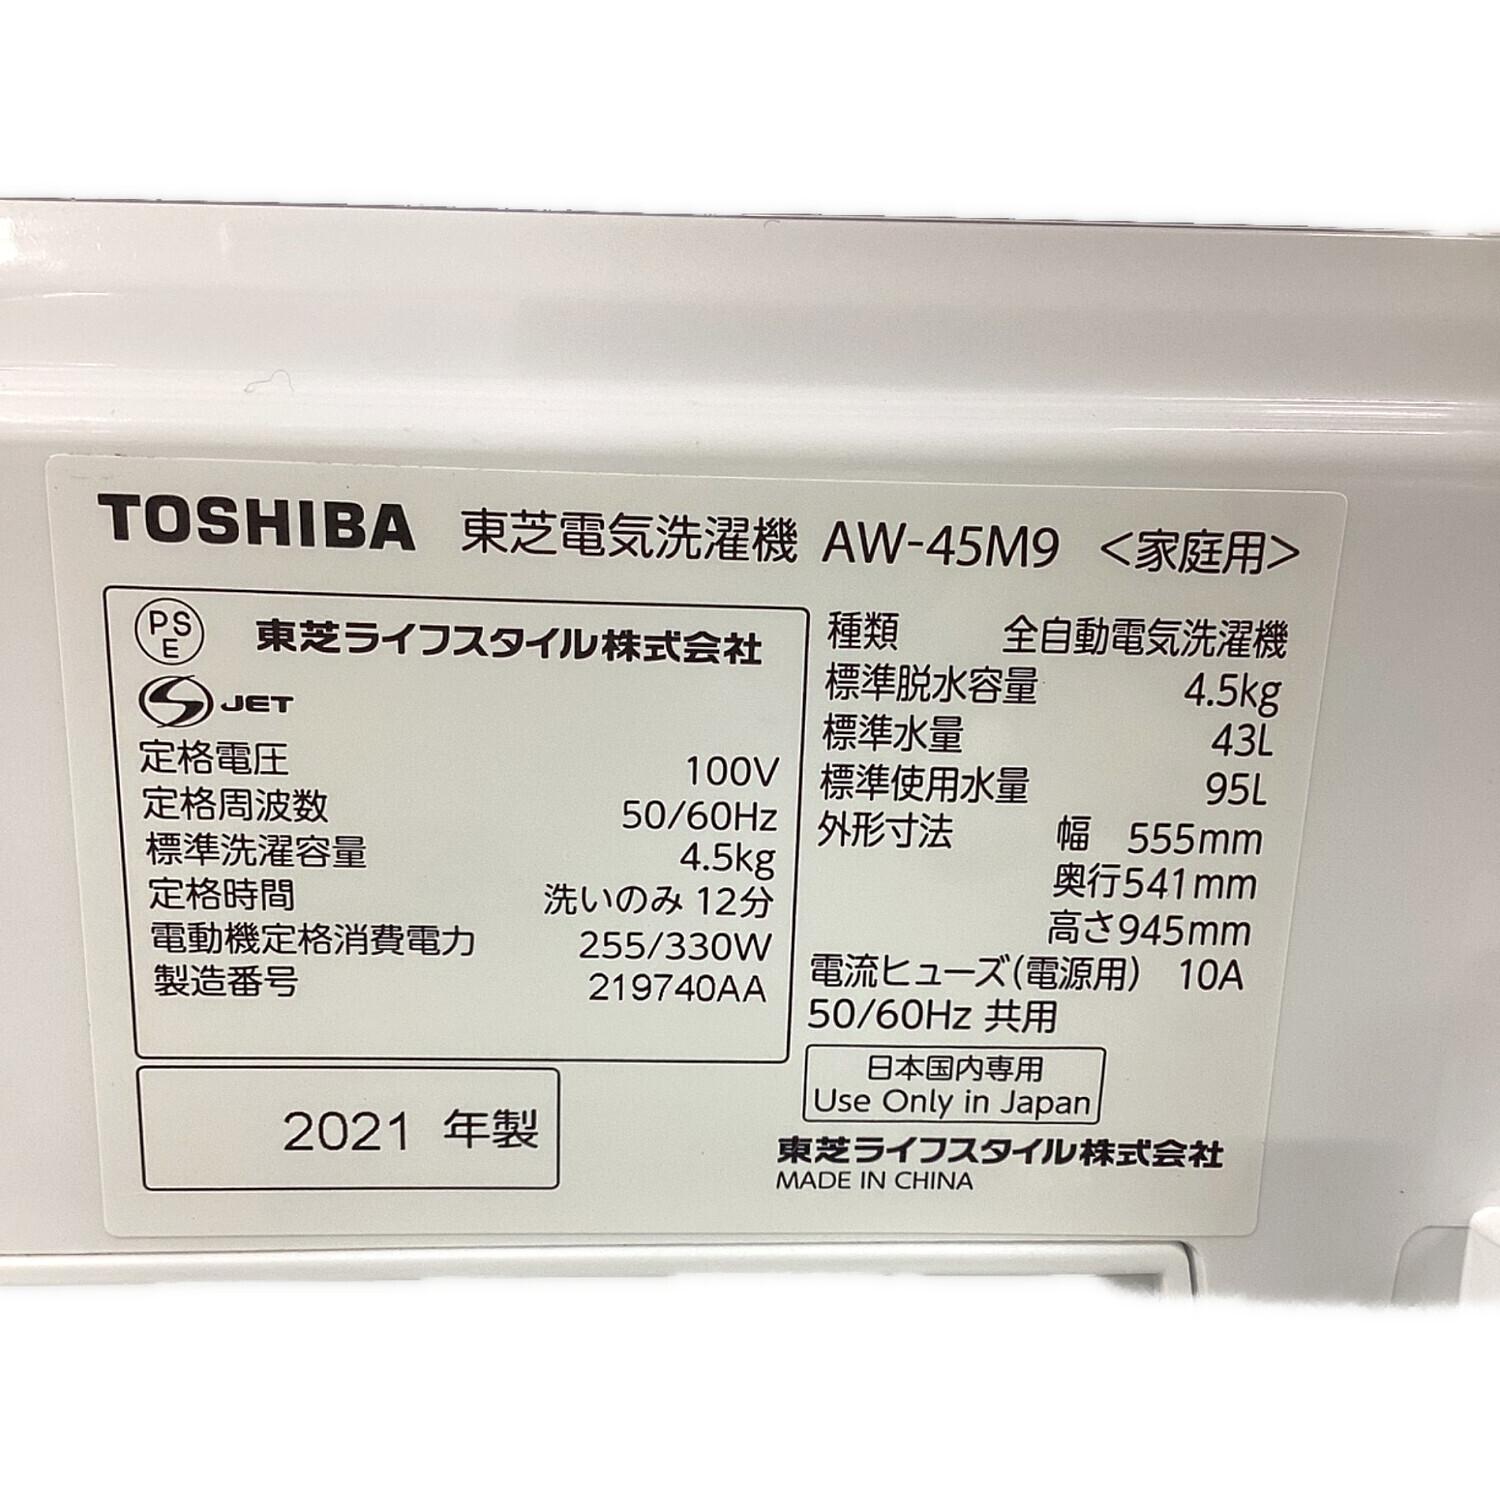 TOSHIBA 東芝電気洗濯機 AW-45M9 <家庭用>
PSE 東芝ライフスタイル株式会社
S JET
定格電圧 100V
定格周波数 50/60Hz
標準洗濯容量 4.5kg
定格時間 洗いのみ 12分
電動機定格消費電力 255/330W
製造番号 219740AA
2021 年製
種類 全自動電気洗濯機
標準脱水容量 4.5kg
標準水量 43L
標準使用水量 95L
外形寸法 幅 555mm
奥行541mm
高さ945mm
電流ヒューズ(電源用) 10A
50/60Hz 共用
日本国内専用
Use Only in Japan
東芝ライフスタイル株式会社
MADE IN CHINA